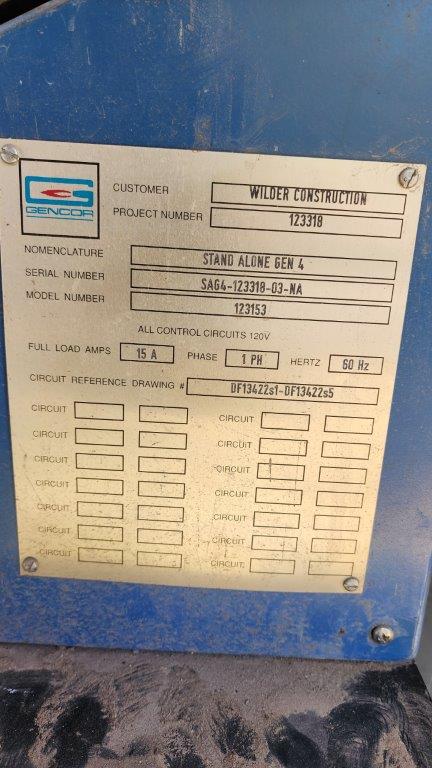 GENCOR
CUSTOMER WILDER CONSTRUCTION
PROJECT NUMBER 123318
NOMENCLATURE STAND ALONE GEN 4
SERIAL NUMBER SAG4-123318-03-NA
MODEL NUMBER 123153
ALL CONTROL CIRCUITS 120V
FULL LOAD AMPS 15 A PHASE 1 PH HERTZ 60 Hz
CIRCUIT REFERENCE DRAWING # DF13422s1-DF13422s5
CIRCUIT CIRCUIT
CIRCUIT CIRCUIT
CIRCUIT CIRCUIT
CIRCUIT CIRCUIT
CIRCUIT CIRCUIT
CIRCUIT CIRCUIT
CIRCUIT CIRCUIT